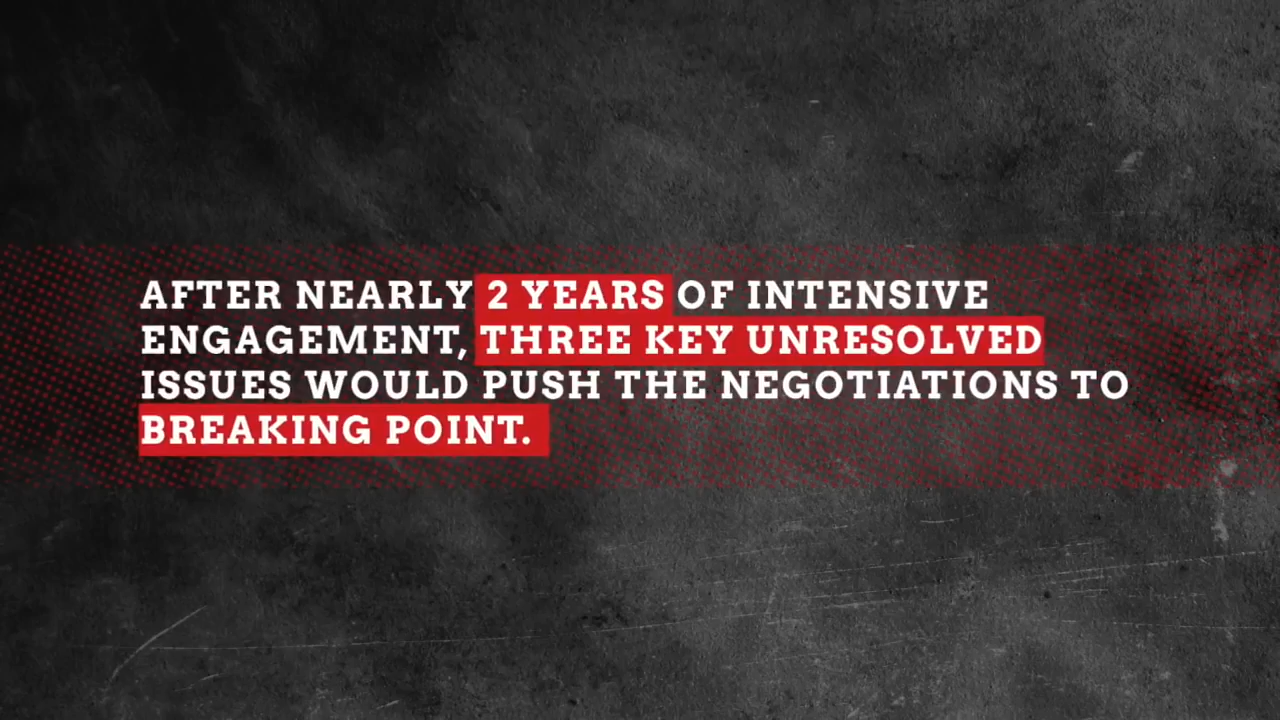 AFTER NEARLY 2 YEARS OF INTENSIVE
ENGAGEMENT, THREE KEY UNRESOLVED
ISSUES WOULD PUSH THE NEGOTIATIONS TO
BREAKING POINT.